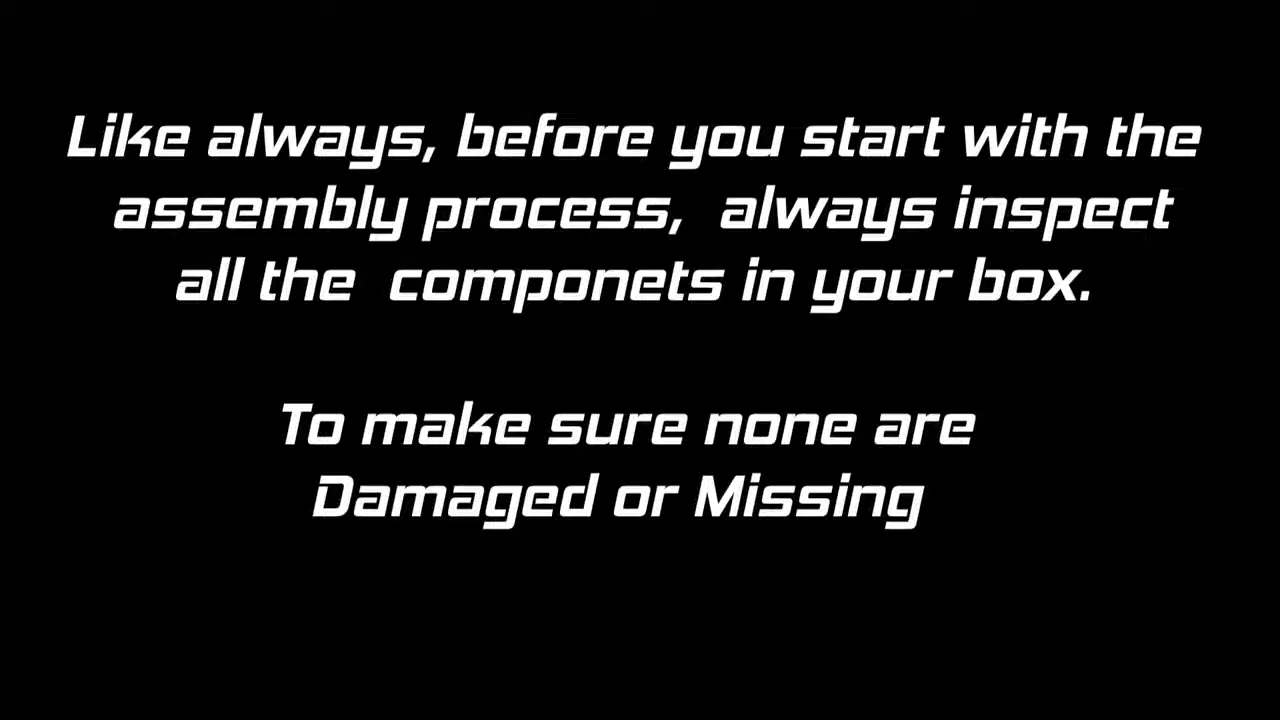 Like always, before you start with the
assembly process,  always inspect
all the  componets in your box.
To make sure none are
Damaged or Missing